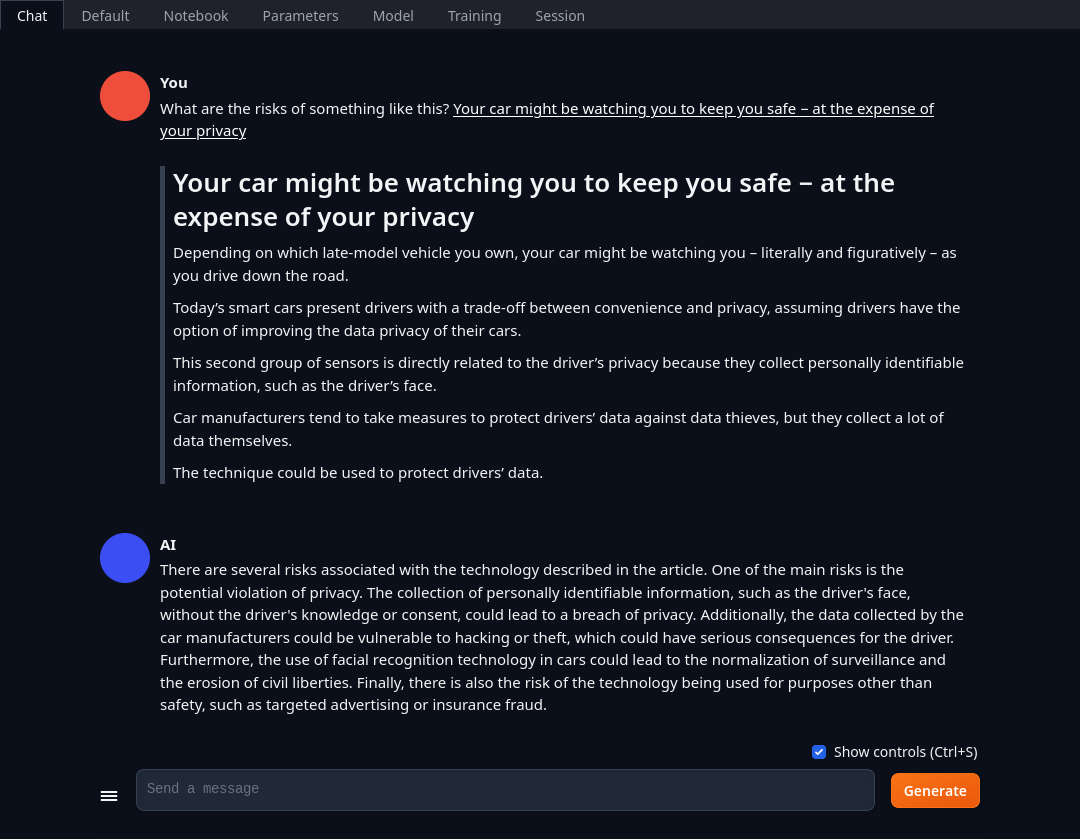 Chat Default Notebook Parameters Model Training Session
You
What are the risks of something like this? Your car might be watching you to keep you safe − at the expense of
your privacy
Your car might be watching you to keep you safe − at the
expense of your privacy
Depending on which late-model vehicle you own, your car might be watching you – literally and figuratively – as
you drive down the road.
Today’s smart cars present drivers with a trade-off between convenience and privacy, assuming drivers have the
option of improving the data privacy of their cars.
This second group of sensors is directly related to the driver’s privacy because they collect personally identifiable
information, such as the driver’s face.
Car manufacturers tend to take measures to protect drivers’ data against data thieves, but they collect a lot of
data themselves.
The technique could be used to protect drivers’ data.
AI
There are several risks associated with the technology described in the article. One of the main risks is the
potential violation of privacy. The collection of personally identifiable information, such as the driver's face,
without the driver's knowledge or consent, could lead to a breach of privacy. Additionally, the data collected by the
car manufacturers could be vulnerable to hacking or theft, which could have serious consequences for the driver.
Furthermore, the use of facial recognition technology in cars could lead to the normalization of surveillance and
the erosion of civil liberties. Finally, there is also the risk of the technology being used for purposes other than
safety, such as targeted advertising or insurance fraud.
Show controls (Ctrl+S)
Send a message
Generate